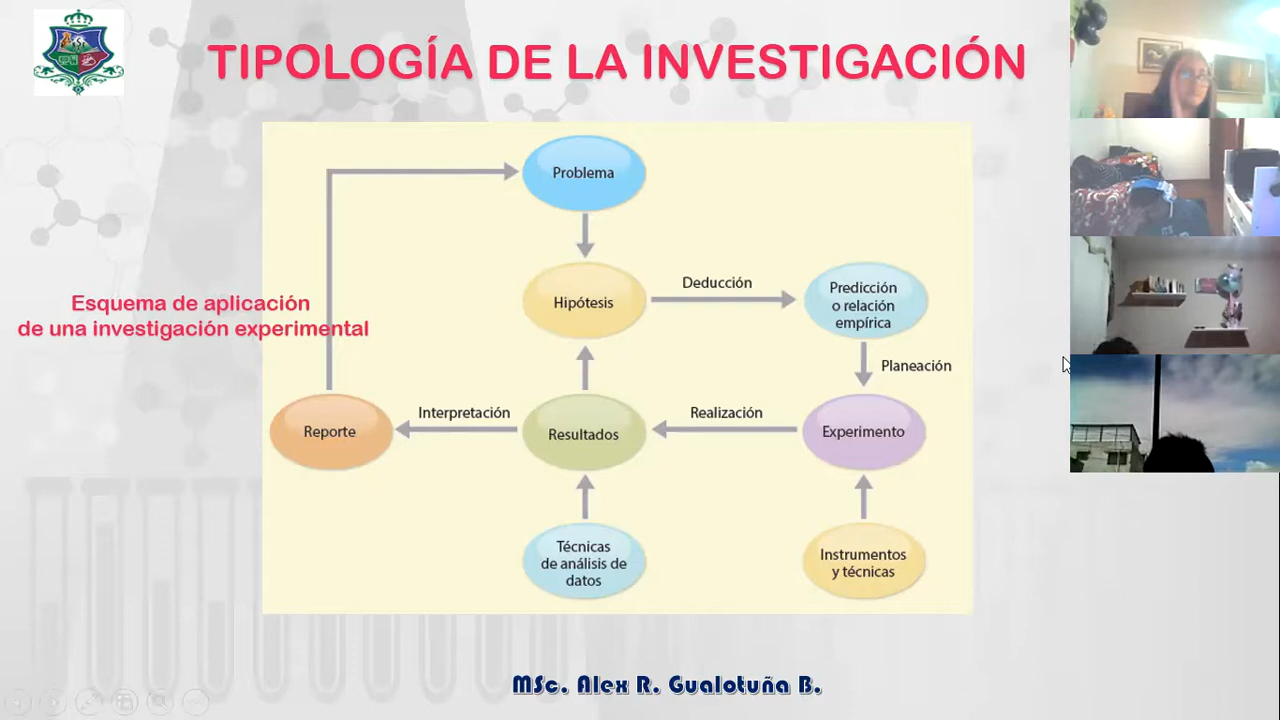 TIPOLOGÍA DE LA INVESTIGACIÓN
Problema
Esquema de aplicación
de una investigación experimental
Hipótesis
Deducción
Predicción
o relación
empírica
Planeación
Reporte
Interpretación
Resultados
Realización
Experimento
Técnicas
de análisis de
datos
Instrumentos
y técnicas
MSc. Alex R. Gualotuña B.